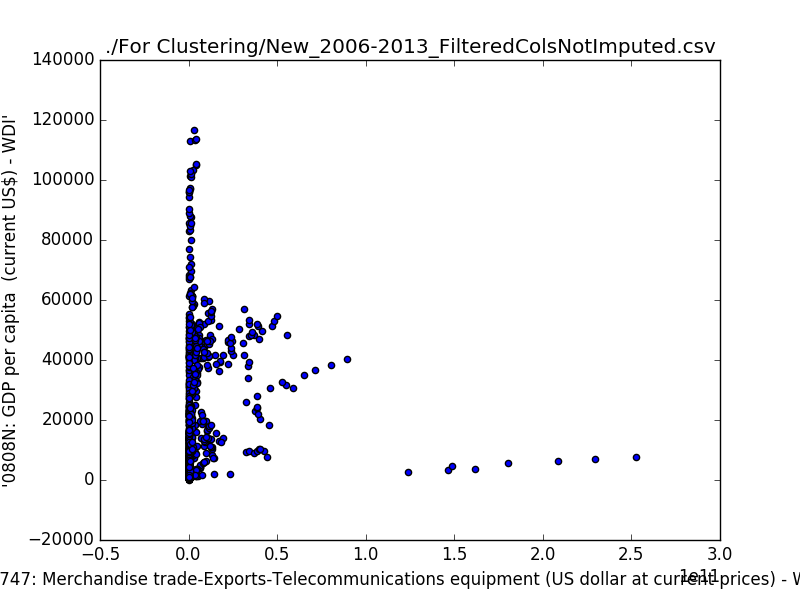 ./For Clustering/New_2006-2013_FilteredColsNotImputed.csv
140000
120000
100000
80000
60000
40000
20000
0
−20000
'0808N: GDP per capita  (current US$) - WDI'
−0.5 0.0 0.5 1.0 1.5 2.0 2.5 3.0
1e11
747: Merchandise trade-Exports-Telecommunications equipment (US dollar at current prices) - W